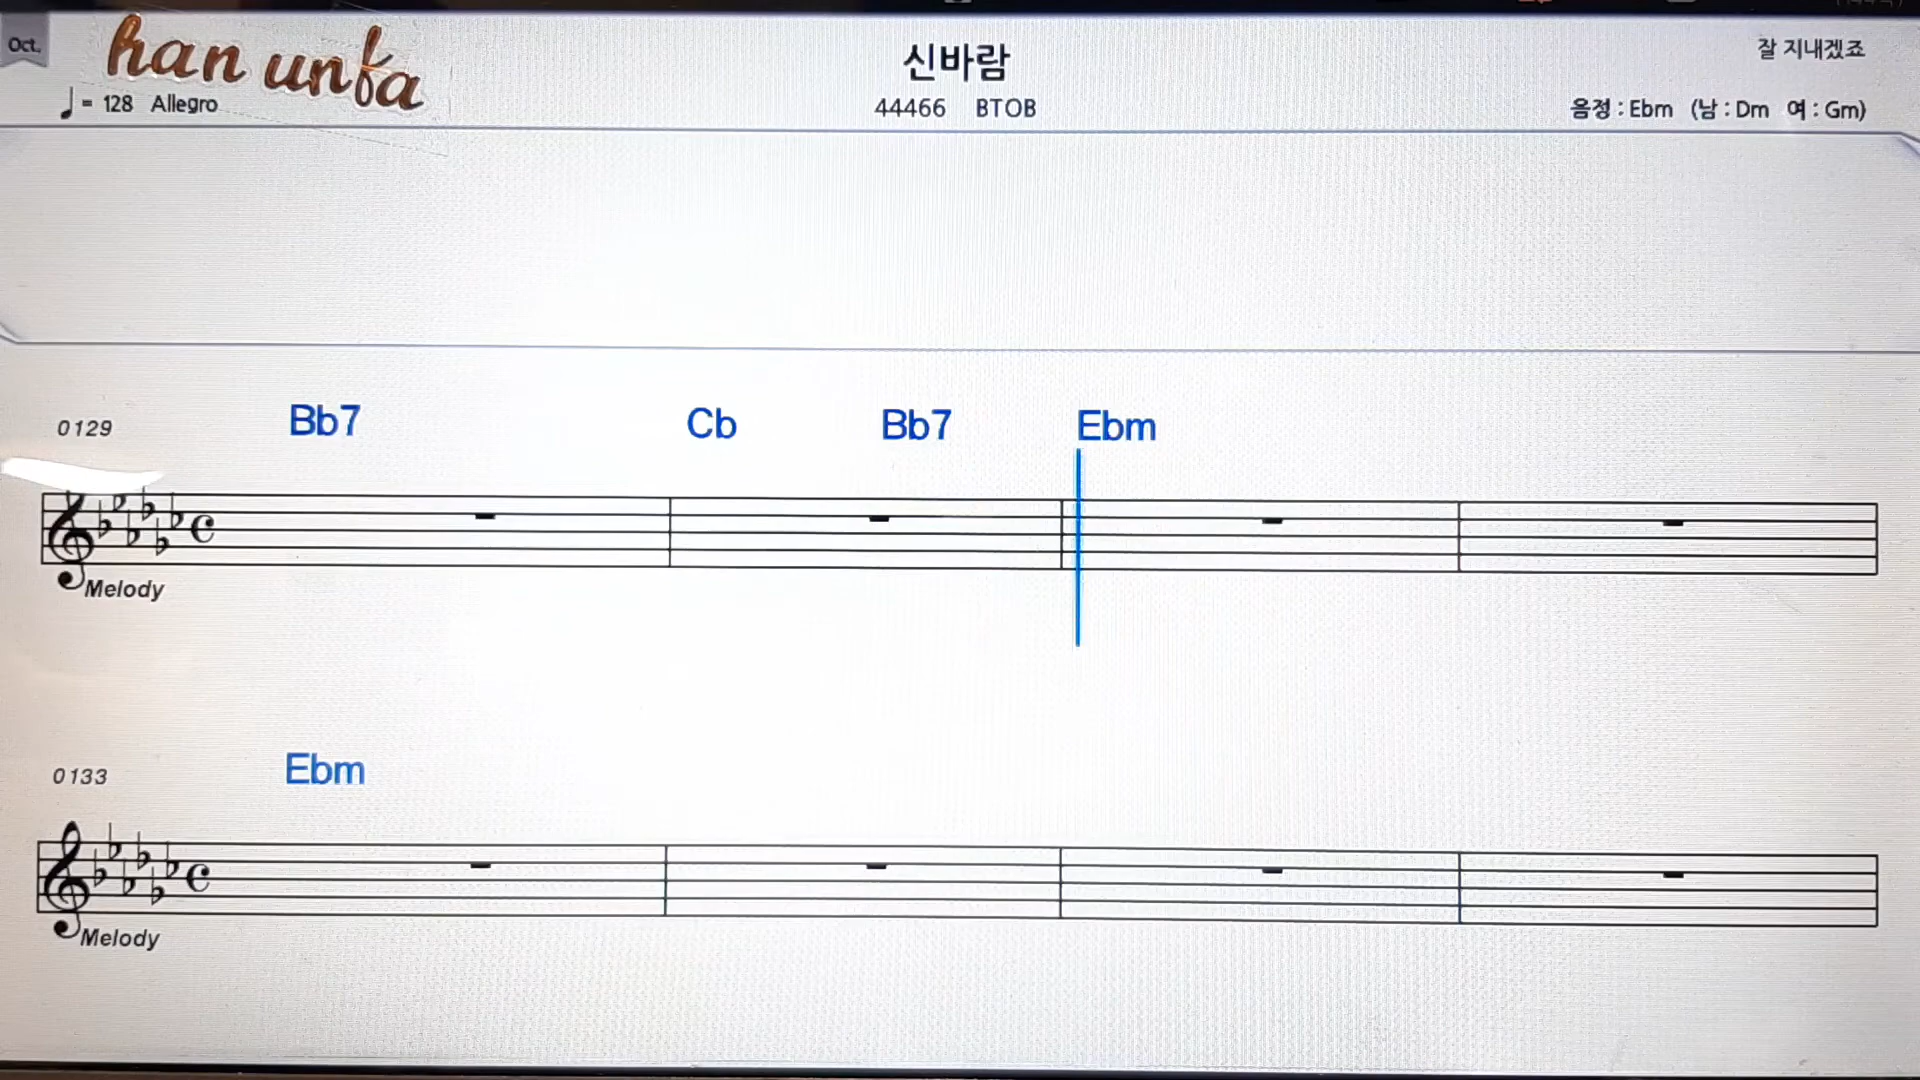 Oct.
han unfa
신바람
잘 지내겠죠
♩= 128 Allegro
44466 BTOB
음정 : Ebm (남 : Dm 여 : Gm)
0129 Bb7 Cb Bb7 Ebm
Melody
0133 Ebm
Melody